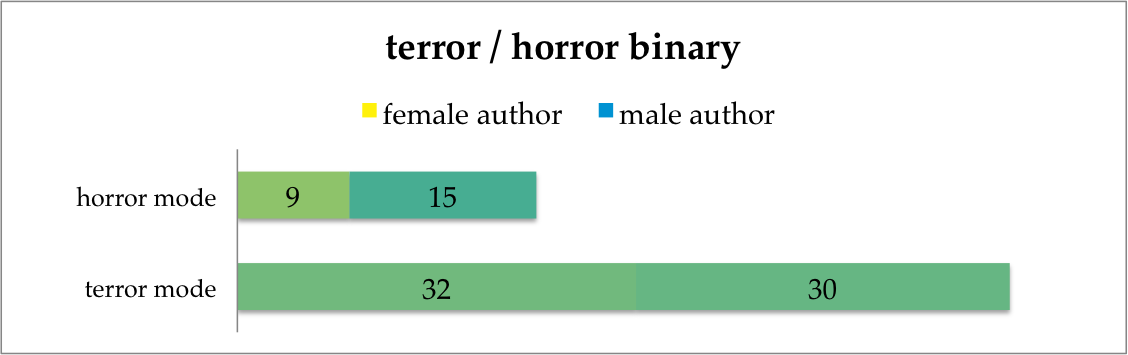 terror / horror binary
female author male author
horror mode 9 15
terror mode 32 30